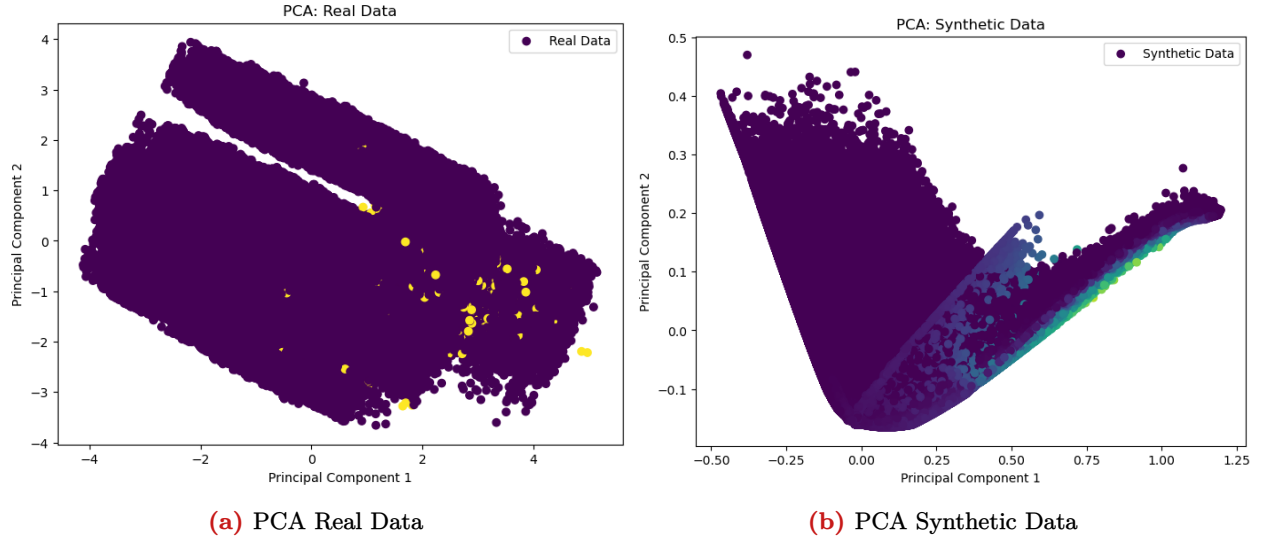 PCA: Real Data
Real Data
Principal Component 2
4
3
2
1
0
−1
−2
−3
−4
−4 −2 0 2 4
Principal Component 1
(a) PCA Real Data
PCA: Synthetic Data
Synthetic Data
Principal Component 2
0.5
0.4
0.3
0.2
0.1
0.0
−0.1
−0.50 −0.25 0.00 0.25 0.50 0.75 1.00 1.25
Principal Component 1
(b) PCA Synthetic Data